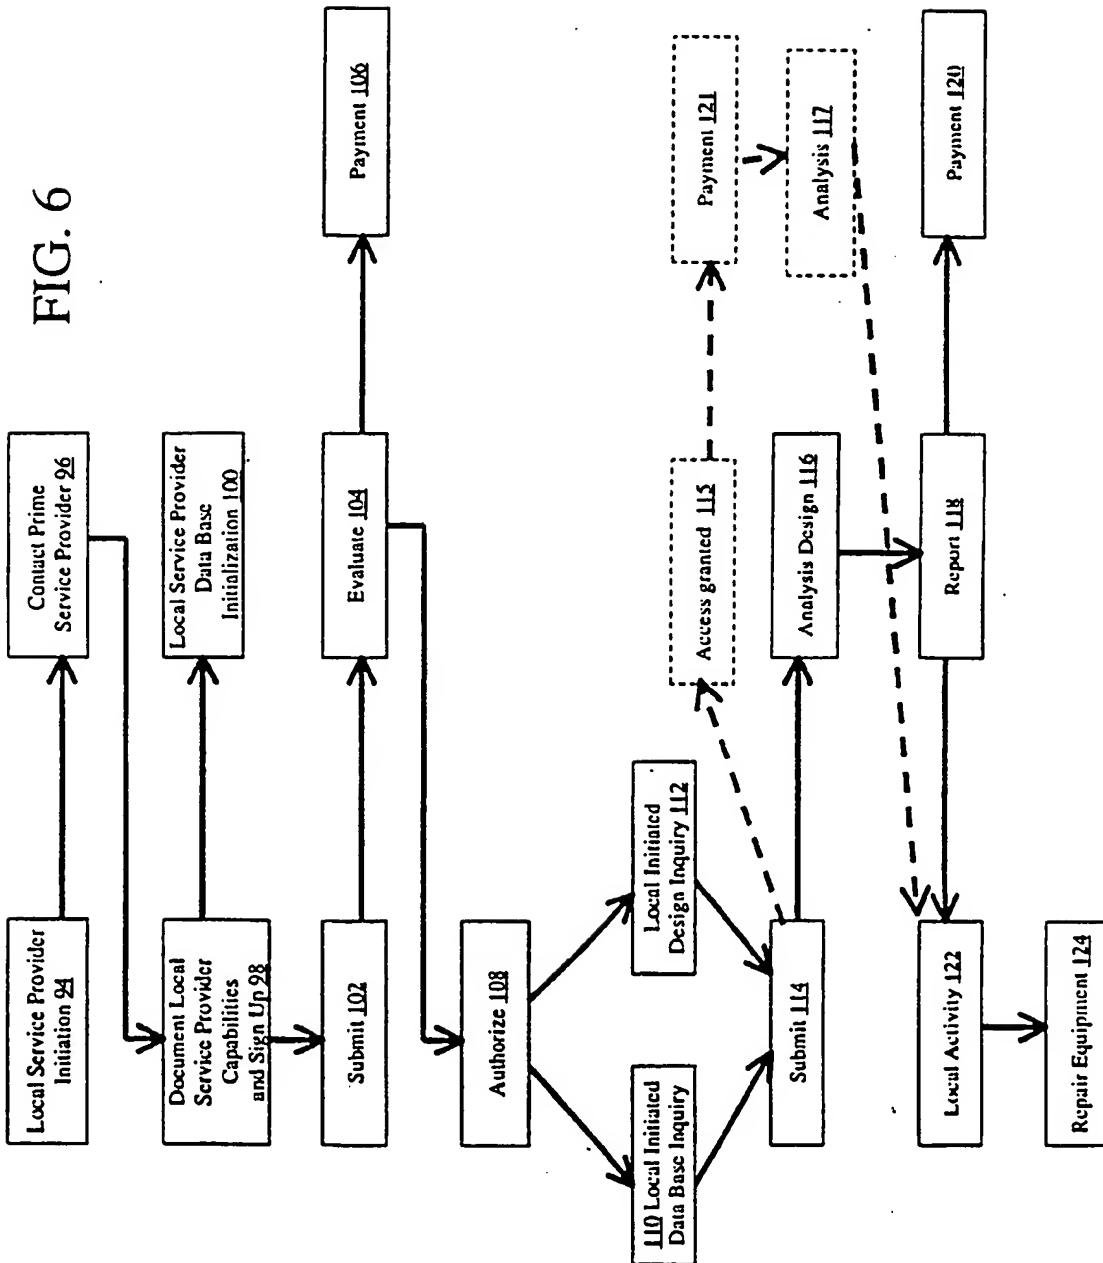 FIG. 6
Local Service Provider
Initiation 94
Contact Prime
Service Provider 96
Document Local
Service Provider
Capabilities
and Sign Up 98
Local Service Provider
Data Base
Initialization 100
Submit 102
Evaluate 104
Payment 106
Authorize 108
110 Local Initiated
Data Base Inquiry
Local Initiated
Design Inquiry 112
Submit 114
Access granted 115
Payment 121
Analysis 117
Analysis Design 116
Report 118
Payment 120
Local Activity 122
Repair Equipment 124